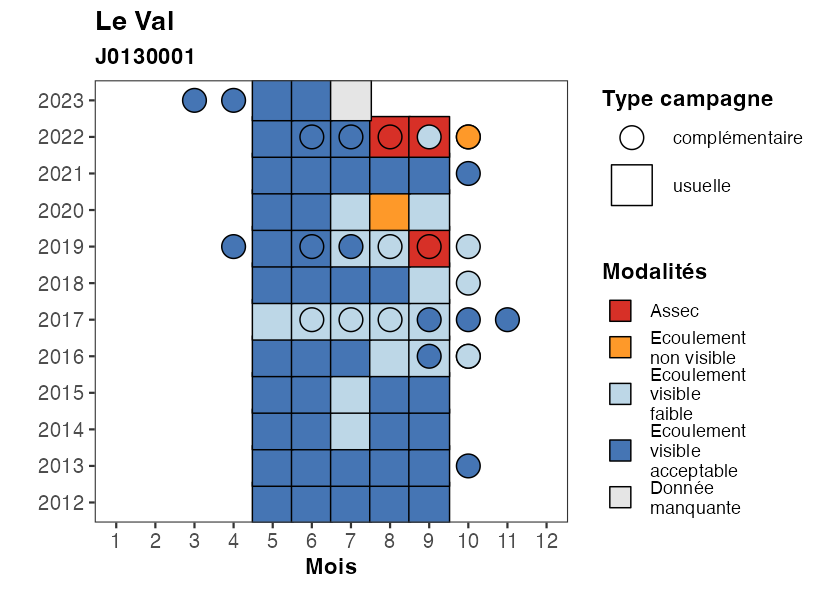 Le Val
J0130001
2023
2022
2021
2020
2019
2018
2017
2016
2015
2014
2013
2012
1 2 3 4 5 6 7 8 9 10 11 12
Mois
Type campagne
complémentaire
usuelle
Modalités
Assec
Ecoulement
non visible
Ecoulement
visible
faible
Ecoulement
visible
acceptable
Donnée
manquante